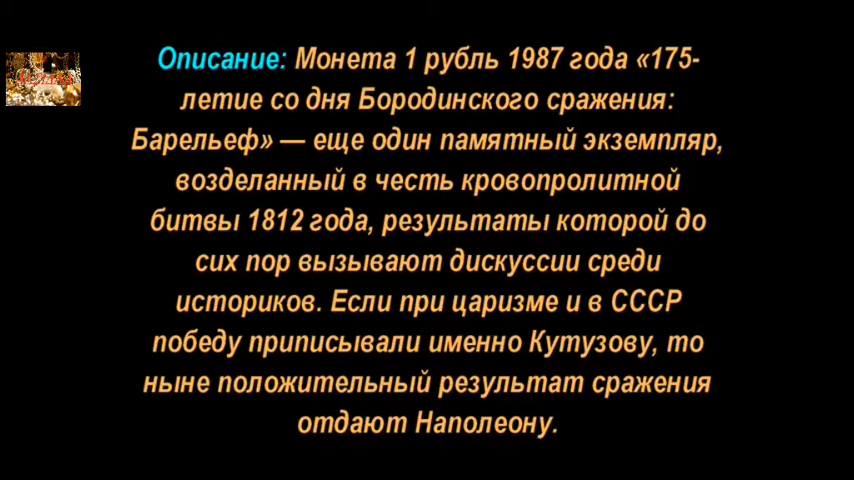 Описание: Монета 1 рубль 1987 года «175-
летие со дня Бородинского сражения:
Барельеф» — еще один памятный экземпляр,
возделанный в честь кровопролитной
битвы 1812 года, результаты которой до
сих пор вызывают дискуссии среди
историков. Если при царизме и в СССР
победу приписывали именно Кутузову, то
ныне положительный результат сражения
отдают Наполеону.